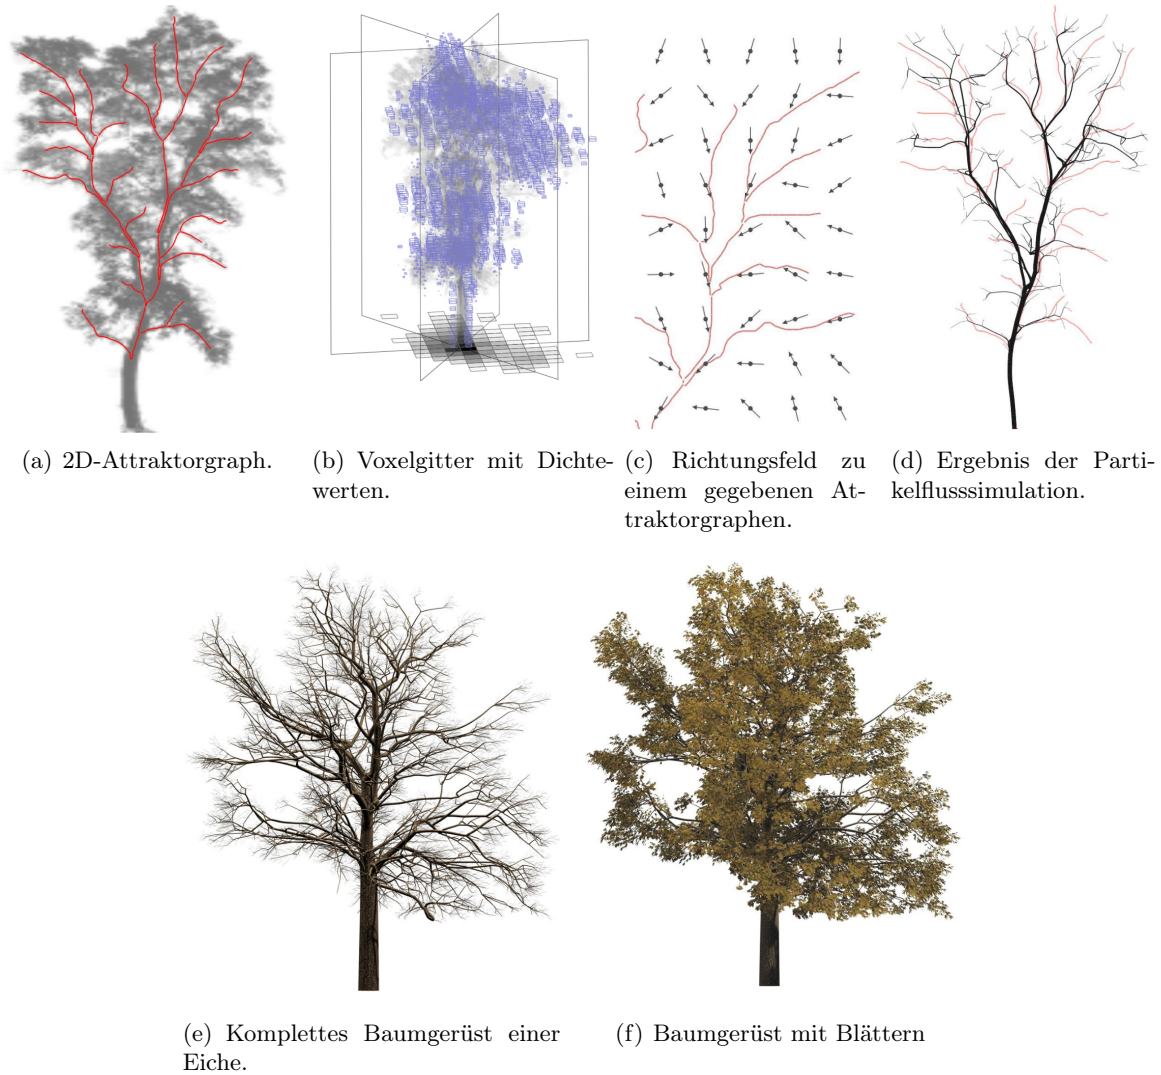 (a) 2D-Attraktorgraph.
(b) Voxelgitter mit Dichte-
werten.
(c) Richtungsfeld zu
einem gegebenen At-
traktorgraphen.
(d) Ergebnis der Parti-
kelflusssimulation.
(e) Komplettes Baumgerüst einer
Eiche.
(f) Baumgerüst mit Blättern